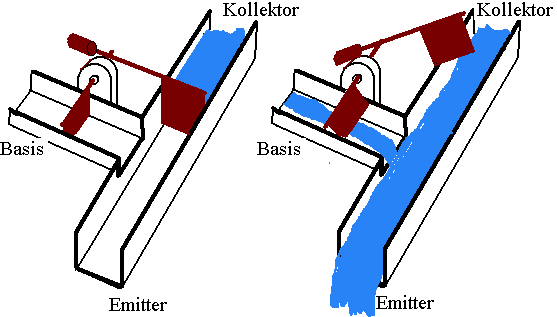 Kollektor
Basis
Emitter
Kollektor
Basis
Emitter